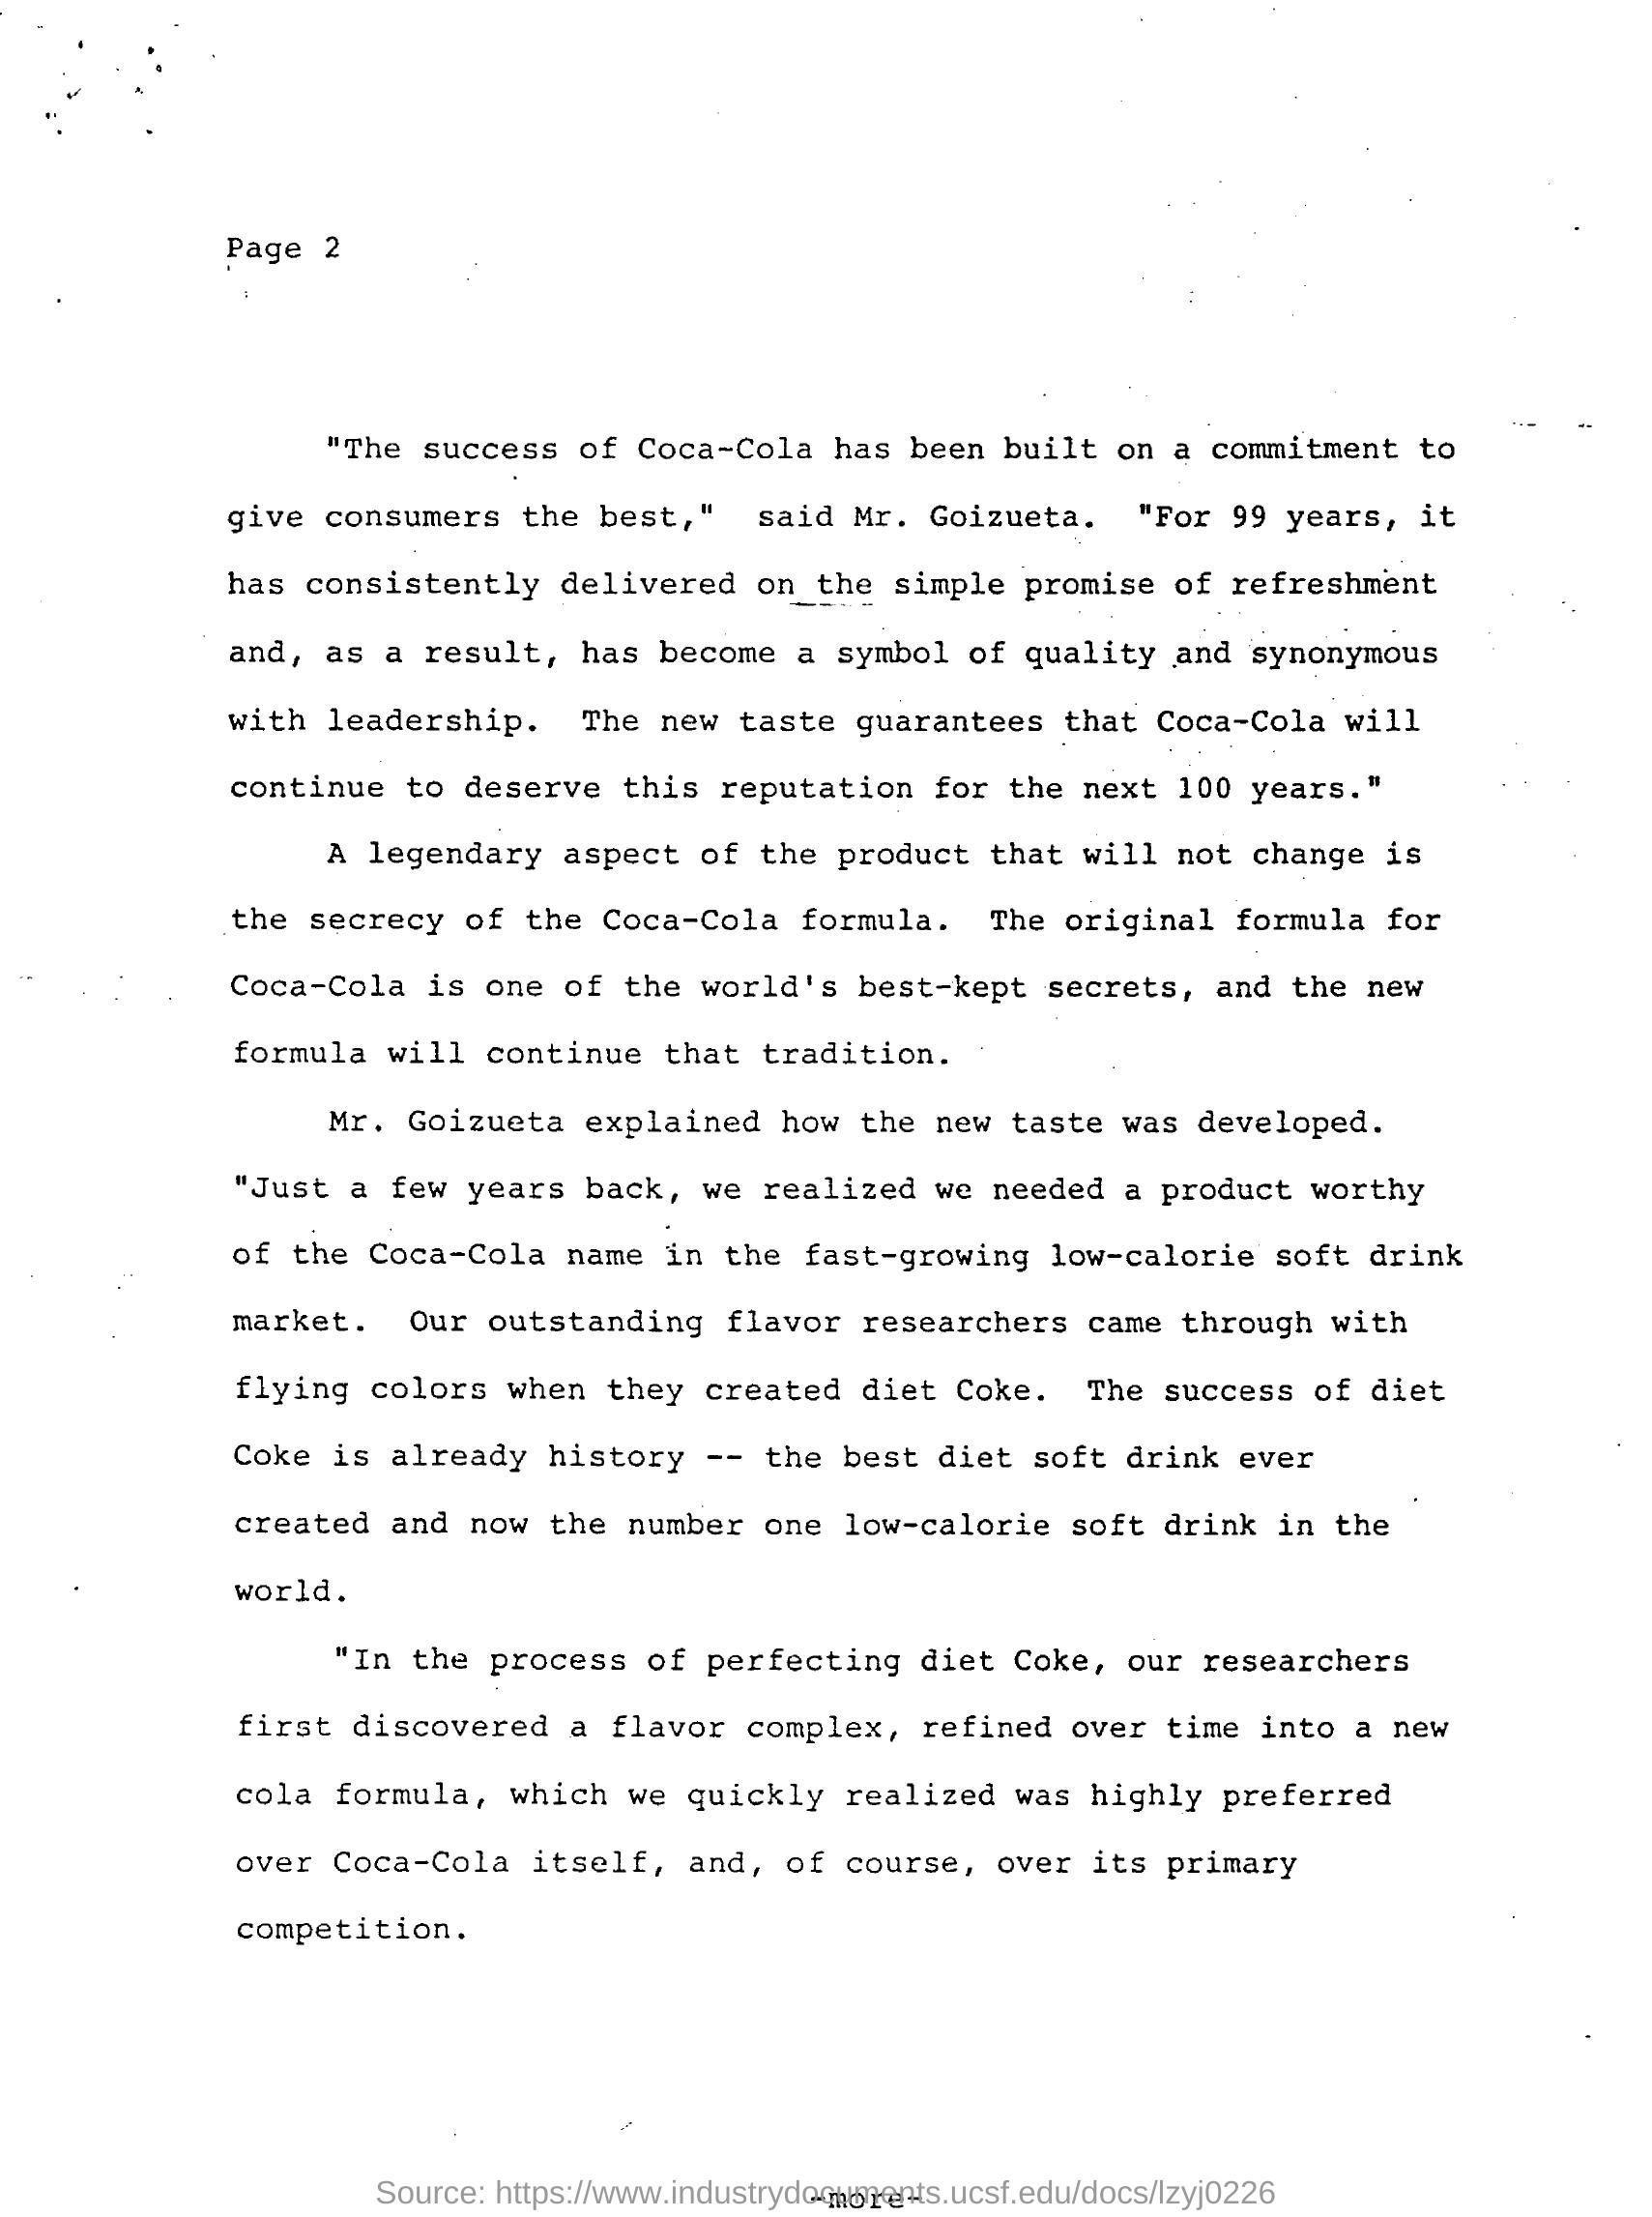 Page 2
"The success of Coca-Cola has been built on a commitment to
give consumers the best," said Mr. Goizueta. "For 99 years, it
has consistently delivered on the simple promise of refreshment
and, as a result, has become a symbol of quality and synonymous
with leadership. The new taste guarantees that Coca-Cola will
continue to deserve this reputation for the next 100 years."
A legendary aspect of the product that will not change is
the secrecy of the Coca-Cola formula. The original formula for
Coca-Cola is one of the world's best-kept secrets, and the new
formula will continue that tradition.
Mr. Goizueta explained how the new taste was developed.
"Just a few years back, we realized we needed a product worthy
of the Coca-Cola name in the fast-growing low-calorie soft drink
market. Our outstanding flavor researchers came through with
flying colors when they created diet Coke. The success of diet
Coke is already history -- the best diet soft drink ever
created and now the number one low-calorie soft drink in the
world.
"In the process of perfecting diet Coke, our researchers
first discovered a flavor complex, refined over time into a new
cola formula, which we quickly realized was highly preferred
over Coca-Cola itself, and, of course, over its primary
competition.
-more-
Source: https://www.industrydocuments.ucsf.edu/docs/lzyj0226